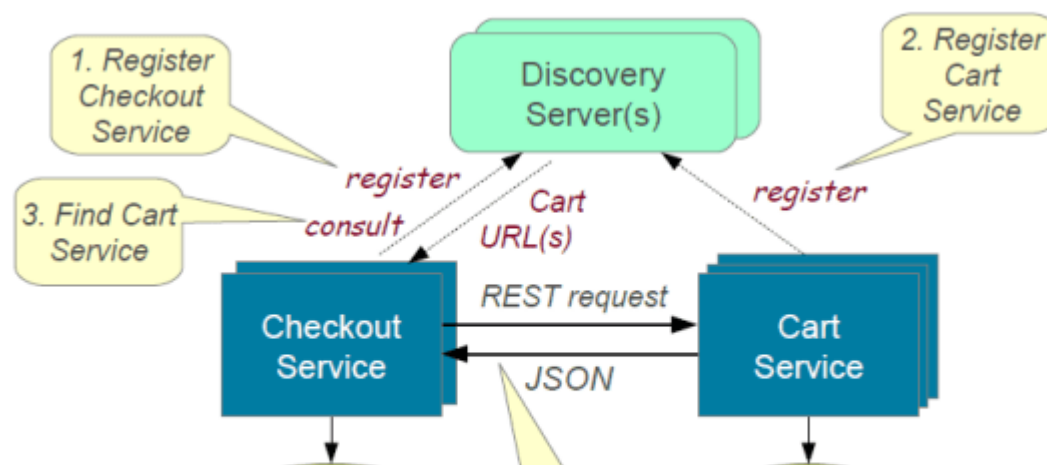 1. Register
Checkout
Service
Discovery
Server(s)
2. Register
Cart
Service
register
consult
3. Find Cart
Service
Cart
URL(s)
register
Checkout
Service
REST request
JSON
Cart
Service